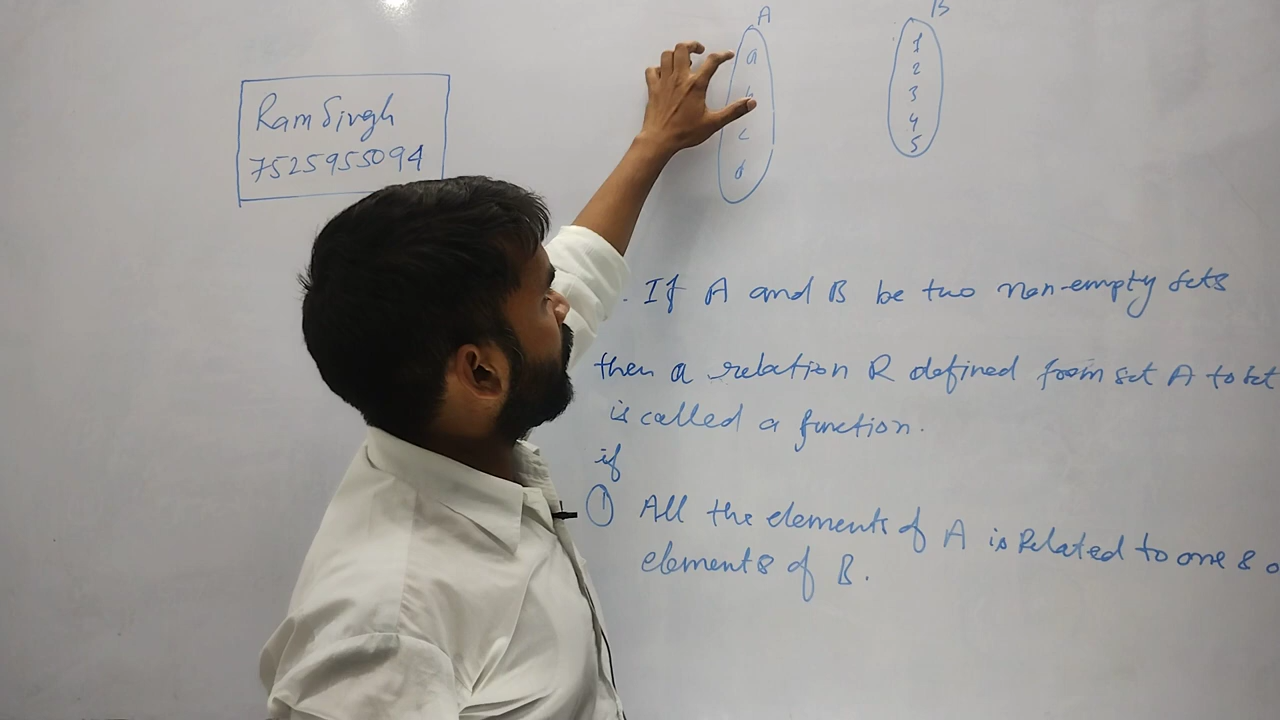 A
B
a
b
c
d
1
2
3
4
5
Ram Singh
7525955094
If A and B be two non-empty sets
then a relation R defined from set A to set
is called a function.
if
① All the elements of A is Related to one & o
elements of B.